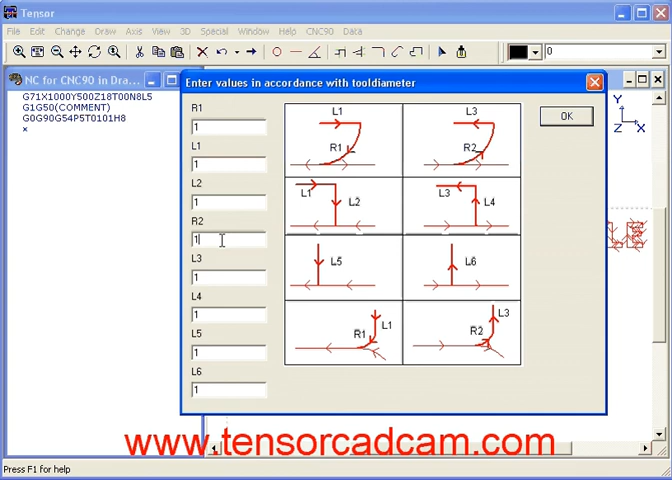 Tensor
File Edit Change Draw Axis View 3D Special Window Help CNC90 Data
0
NC for CNC90 in Draw...
G71X1000Y500Z18T00N8L5
G1G50(COMMENT)
G0G90G54P5T0101H8
×
Enter values in accordance with tooldiameter
R1
1
L1
1
L2
1
R2
1
L3
1
L4
1
L5
1
L6
1
OK
L1
R1
L3
R2
L1
L2
L3
L4
L5
L6
R1
L1
L3
R2
Y
X
Z
www.tensorcadcam.com
Press F1 for help